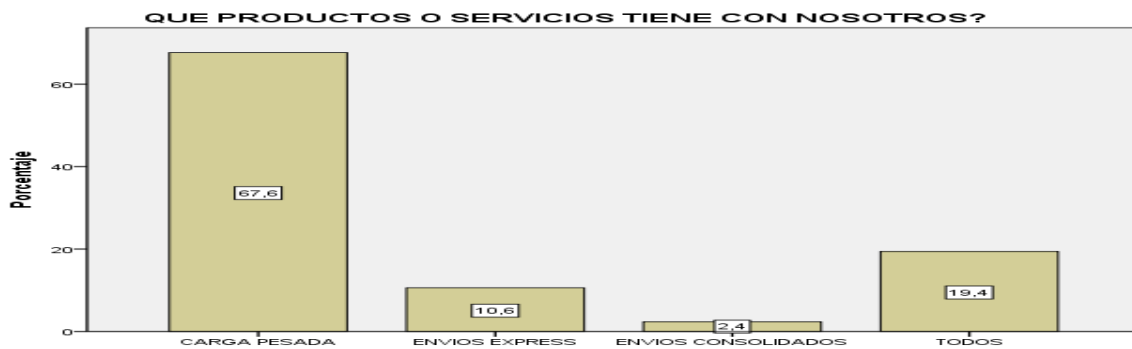 QUE PRODUCTOS O SERVICIOS TIENE CON NOSOTROS?
Porcentaje
60
40
20
0
67,6
10,6
2,4
19,4
CARGA PESADA
ENVIOS EXPRESS
ENVIOS CONSOLIDADOS
TODOS